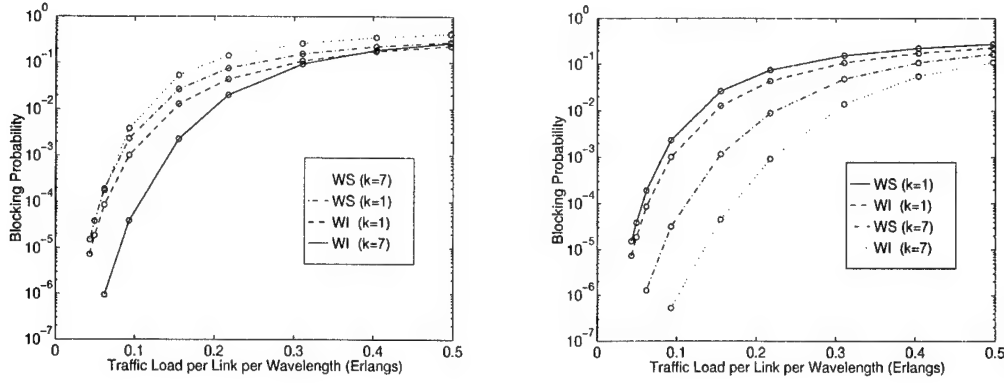 Blocking Probability
10^0
10^-1
10^-2
10^-3
10^-4
10^-5
10^-6
10^-7
WS (k=7)
WS (k=1)
WI (k=1)
WI (k=7)
0 0.1 0.2 0.3 0.4 0.5
Traffic Load per Link per Wavelength (Erlangs)
Blocking Probability
10^0
10^-1
10^-2
10^-3
10^-4
10^-5
10^-6
10^-7
WS (k=1)
WI (k=1)
WS (k=7)
WI (k=7)
0 0.1 0.2 0.3 0.4 0.5
Traffic Load per Link per Wavelength (Erlangs)